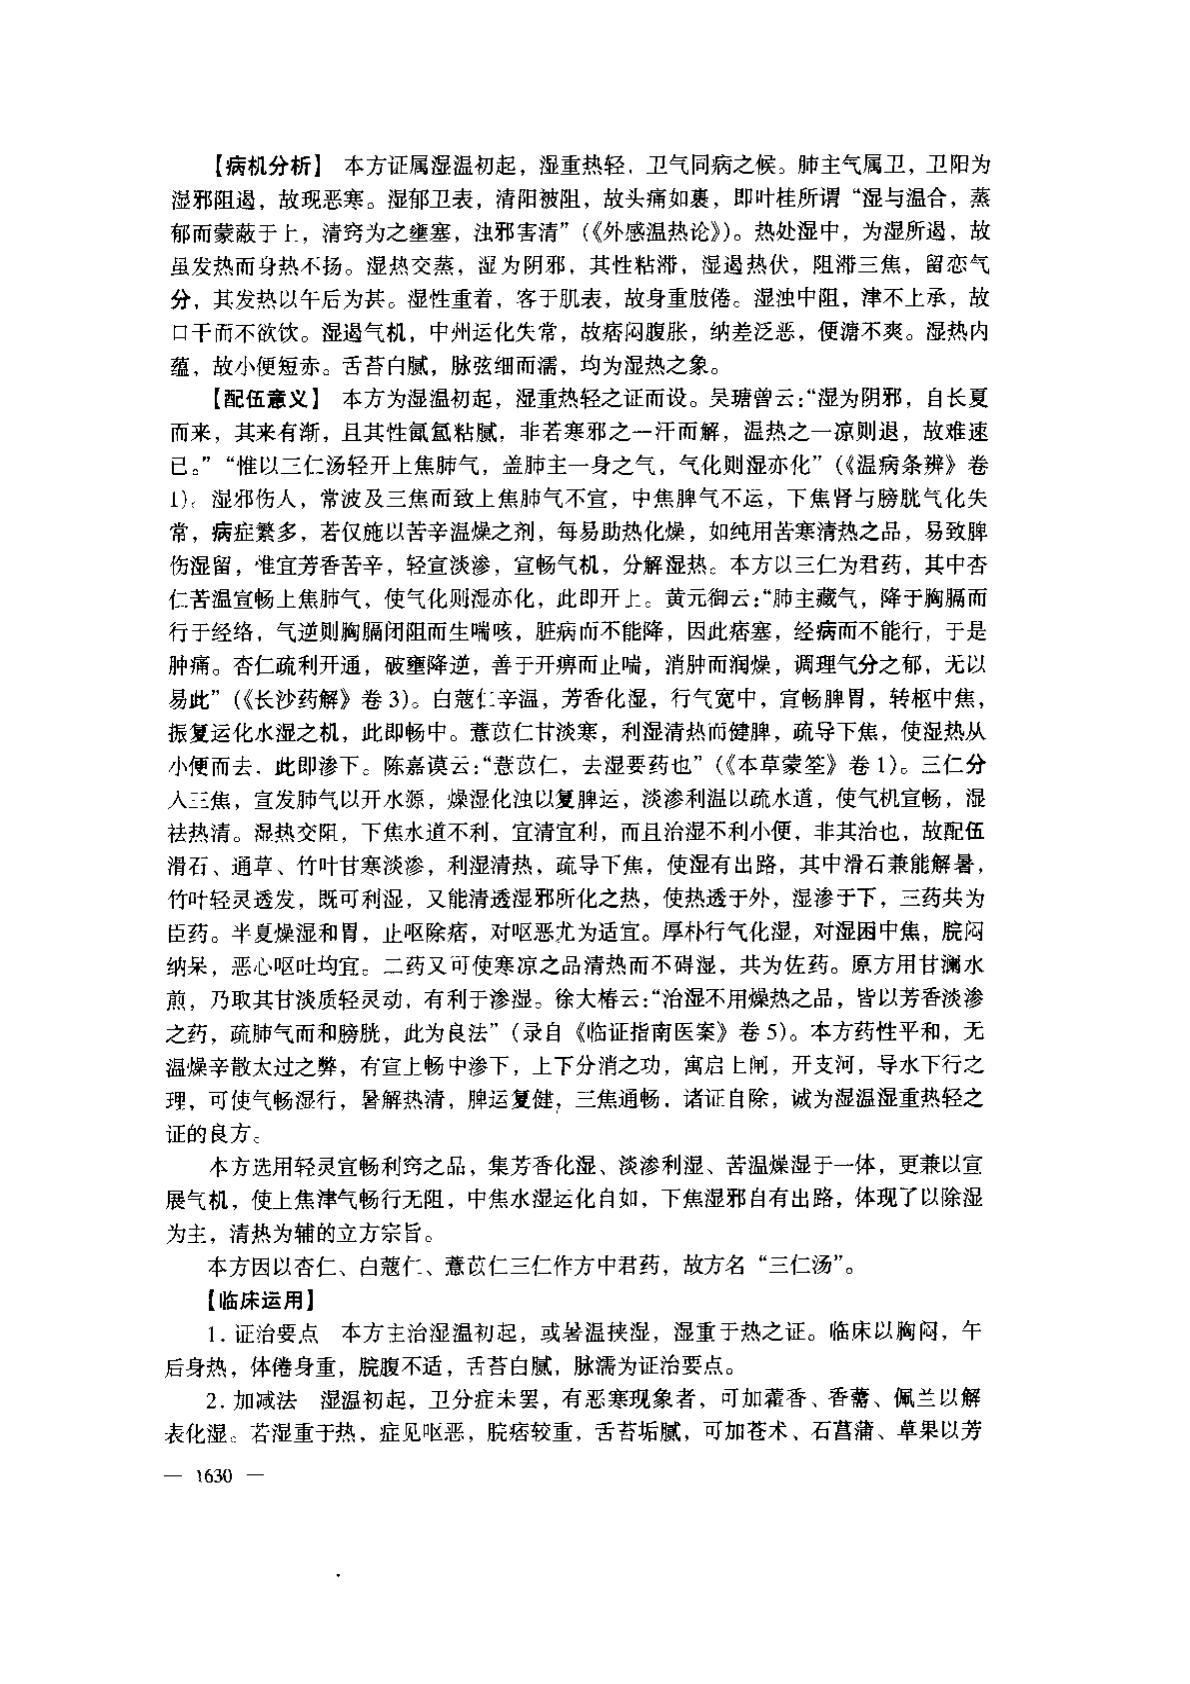 【病机分析】 本方证属湿温初起，湿重热轻，卫气同病之候。肺主气属卫，卫阳为
湿邪阻遏，故现恶寒。湿郁卫表，清阳被阻，故头痛如裹，即叶桂所谓“湿与温合，蒸
郁而蒙蔽于上，清窍为之壅塞，浊邪害清”（《外感温热论》）。热处湿中，为湿所遏，故
虽发热而身热不扬。湿热交蒸，湿为阴邪，其性粘滞，湿遏热伏，阻滞三焦，留恋气
分，其发热以午后为甚。湿性重着，客于肌表，故身重肢倦。湿浊中阻，津不上承，故
口干而不欲饮。湿遏气机，中州运化失常，故痞闷腹胀，纳差泛恶，便溏不爽。湿热内
蕴，故小便短赤。舌苔白腻，脉弦细而濡，均为湿热之象。
【配伍意义】 本方为湿温初起，湿重热轻之证而设。吴瑭曾云：“湿为阴邪，自长夏
而来，其来有渐，且其性氤氲粘腻，非若寒邪之一汗而解，温热之一凉则退，故难速
已。”“惟以三仁汤轻开上焦肺气，盖肺主一身之气，气化则湿亦化”（《温病条辨》卷
1）。湿邪伤人，常波及三焦而致上焦肺气不宣，中焦脾气不运，下焦肾与膀胱气化失
常，病症繁多，若仅施以苦辛温燥之剂，每易助热化燥，如纯用苦寒清热之品，易致脾
伤湿留，惟宜芳香苦辛，轻宣淡渗，宣畅气机，分解湿热。本方以三仁为君药，其中杏
仁苦温宣畅上焦肺气，使气化则湿亦化，此即开上。黄元御云：“肺主藏气，降于胸膈而
行于经络，气逆则胸膈闭阻而生喘咳，脏病而不能降，因此痞塞，经病而不能行，于是
肿痛。杏仁疏利开通，破壅降逆，善于开痹而止喘，消肿而润燥，调理气分之郁，无以
易此”（《长沙药解》卷 3）。白蔻仁辛温，芳香化湿，行气宽中，宣畅脾胃，转枢中焦，
振复运化水湿之机，此即畅中。薏苡仁甘淡寒，利湿清热而健脾，疏导下焦，使湿热从
小便而去，此即渗下。陈嘉谟云：“薏苡仁，去湿要药也”（《本草蒙筌》卷 1）。三仁分
入三焦，宣发肺气以开水源，燥湿化浊以复脾运，淡渗利温以疏水道，使气机宣畅，湿
祛热清。湿热交阻，下焦水道不利，宜清宜利，而且治湿不利小便，非其治也，故配伍
滑石、通草、竹叶甘寒淡渗，利湿清热，疏导下焦，使湿有出路，其中滑石兼能解暑，
竹叶轻灵透发，既可利湿，又能清透湿邪所化之热，使热透于外，湿渗于下，三药共为
臣药。半夏燥湿和胃，止呕除痞，对呕恶尤为适宜。厚朴行气化湿，对湿困中焦，脘闷
纳呆，恶心呕吐均宜。二药又可使寒凉之品清热而不碍湿，共为佐药。原方用甘澜水
煎，乃取其甘淡质轻灵动，有利于渗湿。徐大椿云：“治湿不用燥热之品，皆以芳香淡渗
之药，疏肺气而和膀胱，此为良法”（录自《临证指南医案》卷 5）。本方药性平和，无
温燥辛散太过之弊，有宣上畅中渗下，上下分消之功，寓启上闸，开支河，导水下行之
理，可使气畅湿行，暑解热清，脾运复健，三焦通畅，诸证自除，诚为湿温湿重热轻之
证的良方。
本方选用轻灵宣畅利窍之品，集芳香化湿、淡渗利湿、苦温燥湿于一体，更兼以宣
展气机，使上焦津气畅行无阻，中焦水湿运化自如，下焦湿邪自有出路，体现了以除湿
为主，清热为辅的立方宗旨。
本方因以杏仁、白蔻仁、薏苡仁三仁作方中君药，故方名“三仁汤”。
【临床运用】
1. 证治要点 本方主治湿温初起，或暑温挟湿，湿重于热之证。临床以胸闷，午
后身热，体倦身重，脘腹不适，舌苔白腻，脉濡为证治要点。
2. 加减法 湿温初起，卫分症未罢，有恶寒现象者，可加藿香、香薷、佩兰以解
表化湿。若湿重于热，症见呕恶，脘痞较重，舌苔垢腻，可加苍术、石菖蒲、草果以芳
— 1630 —